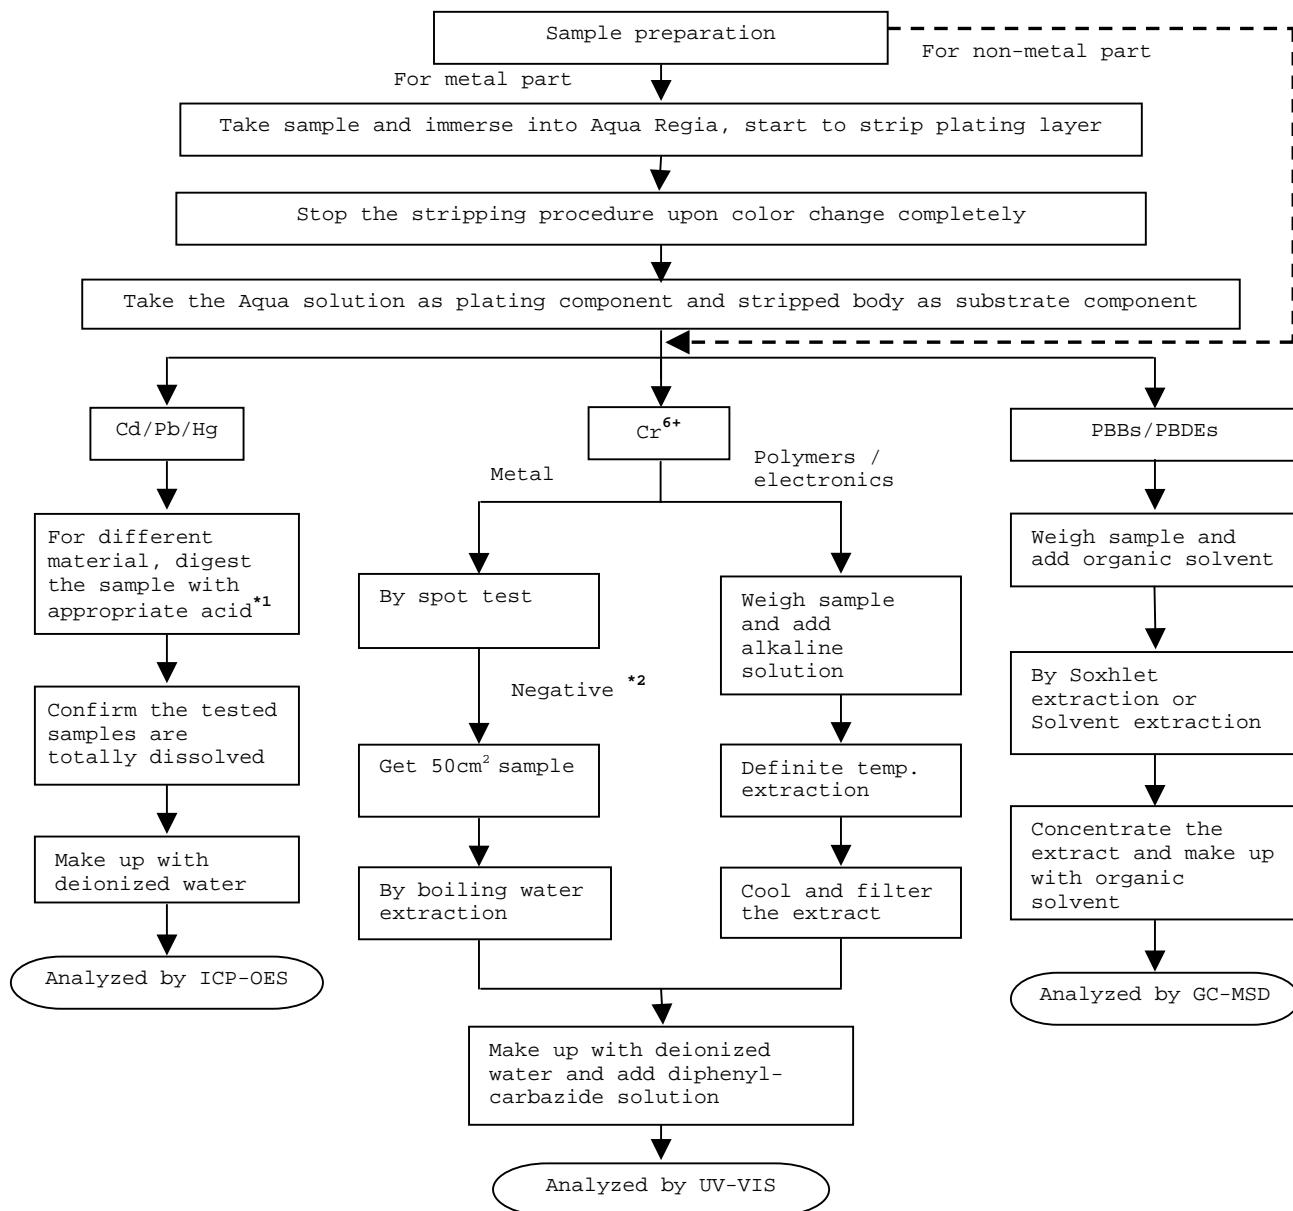 Sample preparation
For non-metal part
For metal part
Take sample and immerse into Aqua Regia, start to strip plating layer
Stop the stripping procedure upon color change completely
Take the Aqua solution as plating component and stripped body as substrate component
Cd/Pb/Hg
Cr6+
PBBs/PBDEs
Metal
Polymers /
electronics
For different
material, digest
the sample with
appropriate acid*1
By spot test
Weigh sample
and add
alkaline
solution
Weigh sample and
add organic solvent
Negative *2
Confirm the tested
samples are
totally dissolved
Get 50cm2 sample
Definite temp.
extraction
By Soxhlet
extraction or
Solvent extraction
Make up with
deionized water
By boiling water
extraction
Cool and filter
the extract
Concentrate the
extract and make up
with organic
solvent
Analyzed by ICP-OES
Analyzed by GC-MSD
Make up with deionized
water and add diphenyl-
carbazide solution
Analyzed by UV-VIS